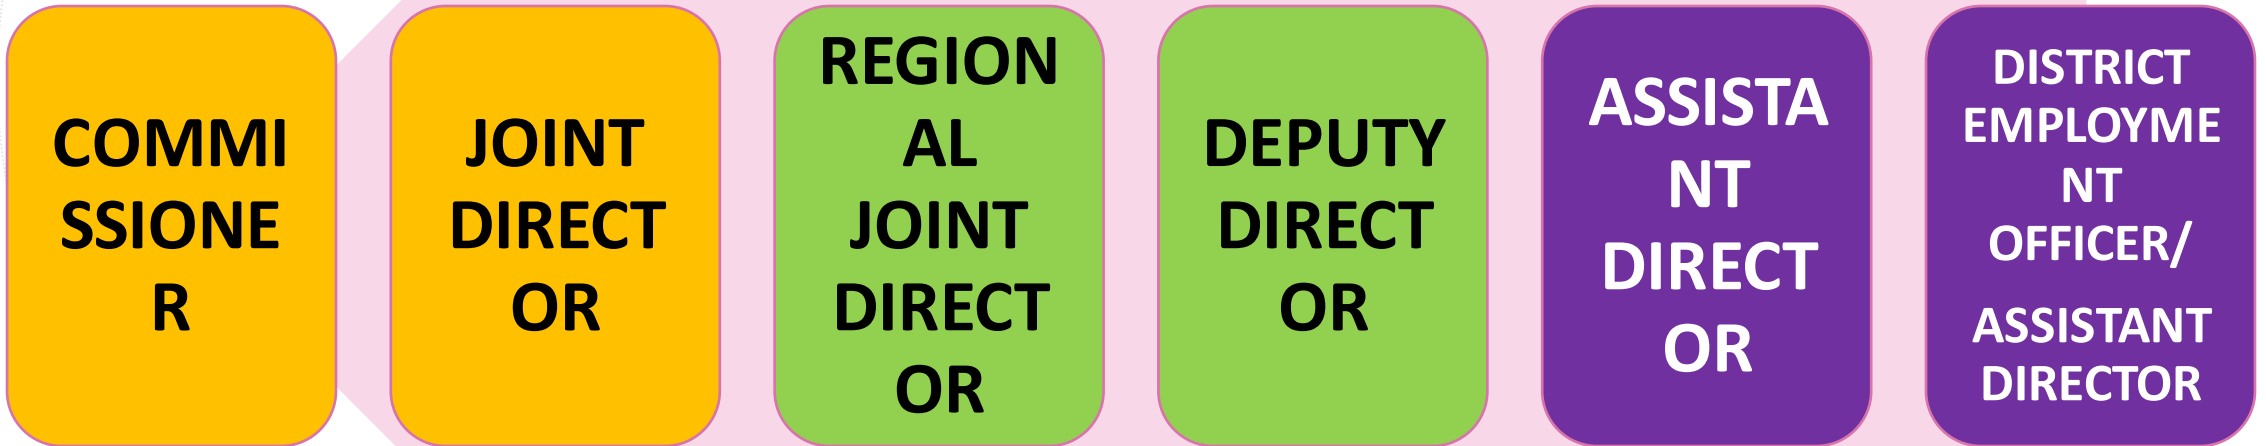 COMMI
SSIONE
R
JOINT
DIRECT
OR
REGION
AL
JOINT
DIRECT
OR
DEPUTY
DIRECT
OR
ASSISTA
NT
DIRECT
OR
DISTRICT
EMPLOYME
NT
OFFICER/
ASSISTANT
DIRECTOR